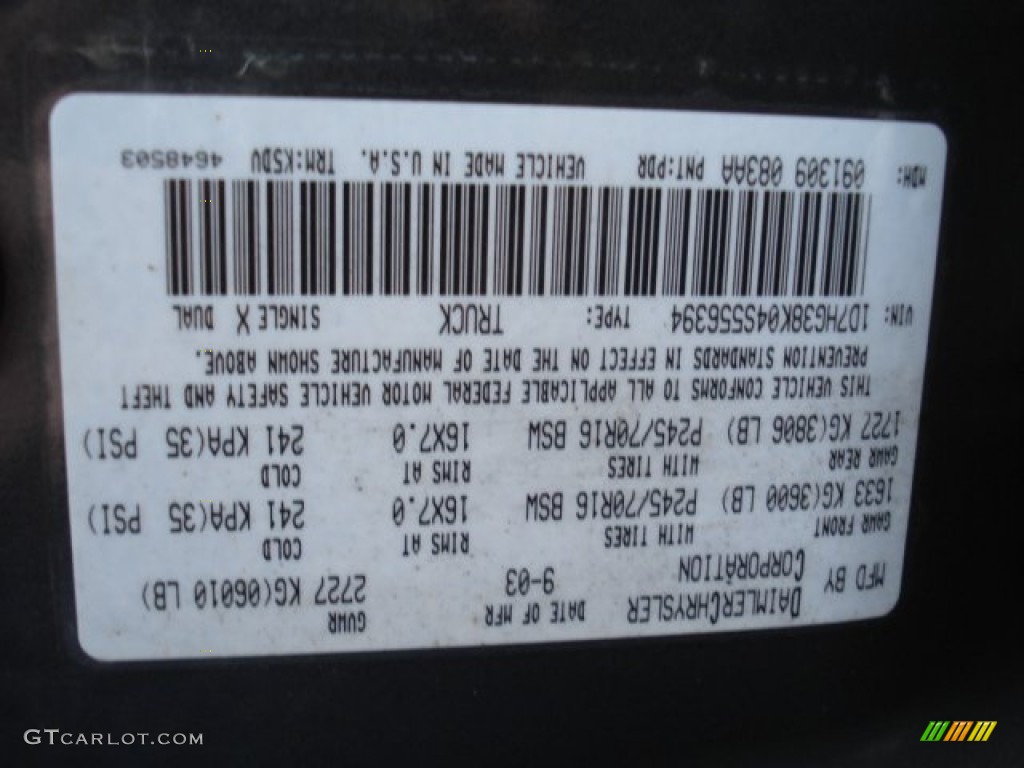 MFD BY DAIMLERCHRYSLER CORPORATION
DATE OF MFR 9-03
GVWR 2727 KG(06010 LB)
GAWR FRONT WITH TIRES RIMS AT COLD
1633 KG(3600 LB) P245/70R16 BSW 16X7.0 241 KPA(35 PSI)
GAWR REAR WITH TIRES RIMS AT COLD
1727 KG(3806 LB) P245/70R16 BSW 16X7.0 241 KPA(35 PSI)
THIS VEHICLE CONFORMS TO ALL APPLICABLE FEDERAL MOTOR VEHICLE SAFETY AND THEFT
PREVENTION STANDARDS IN EFFECT ON THE DATE OF MANUFACTURE SHOWN ABOVE.
VIN: 1D7HG38K04S556394 TYPE: TRUCK SINGLE X DUAL
MDH: 091309 083AA PNT:PDR VEHICLE MADE IN U.S.A. TRM:KSDV 4648503
GTCARLOT.COM